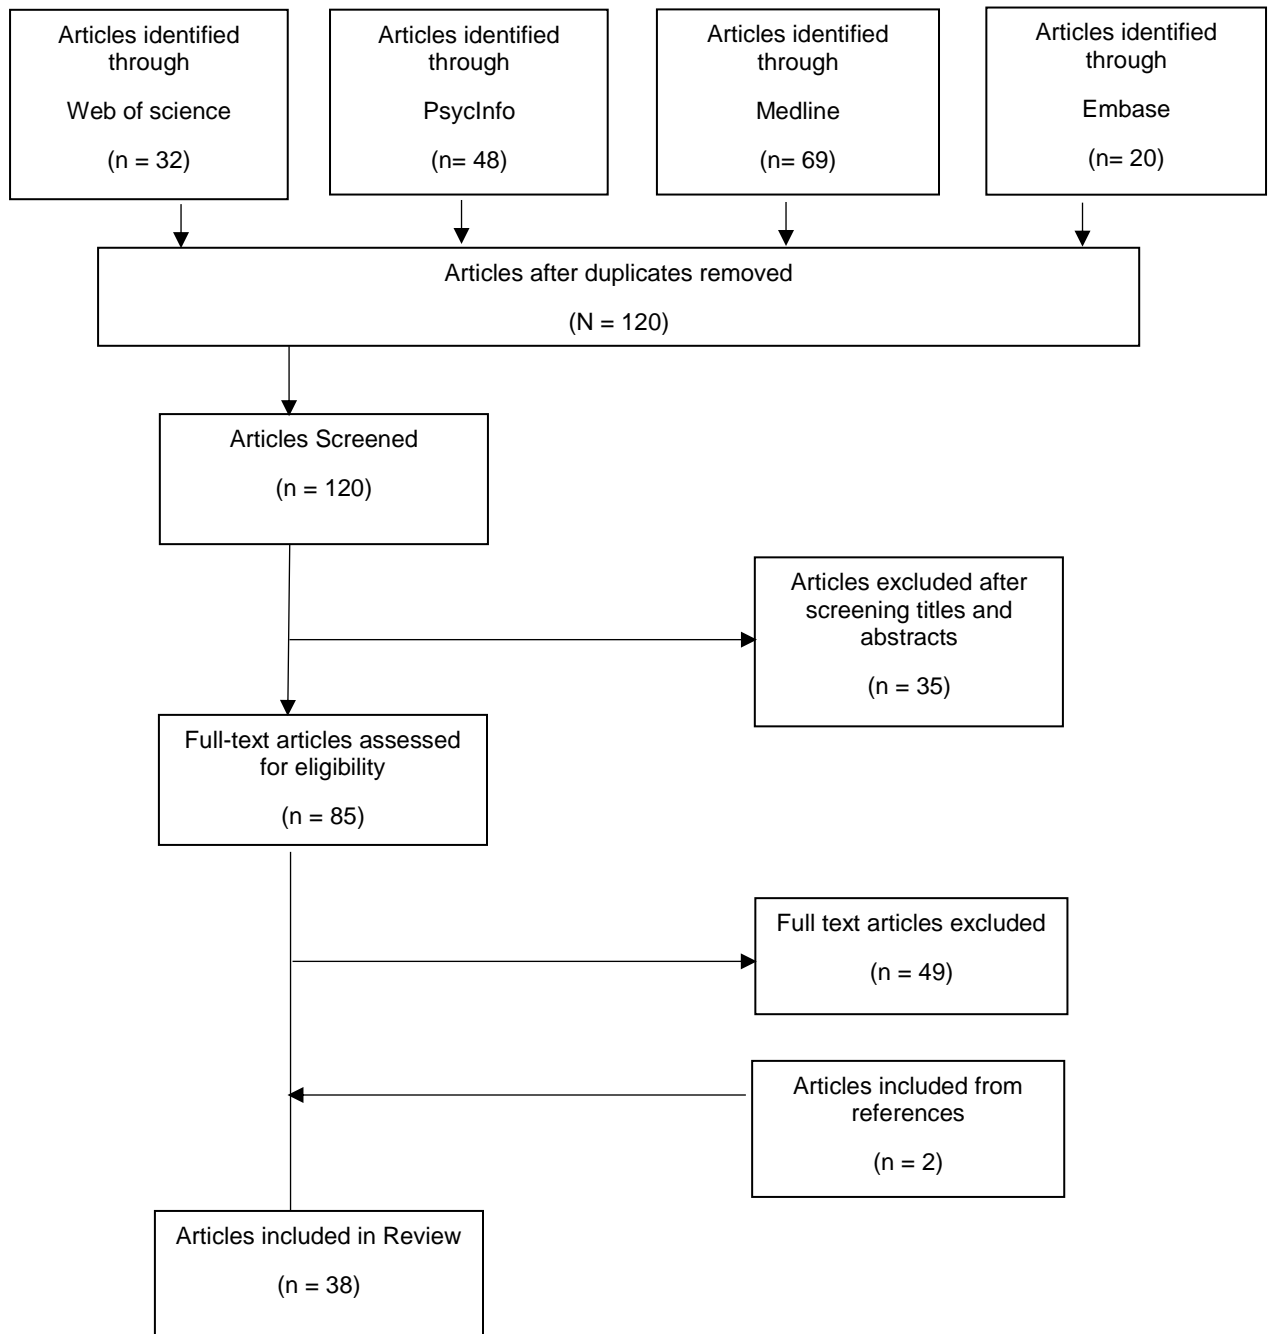 Articles identified
through
Web of science
(n = 32)
Articles identified
through
PsycInfo
(n= 48)
Articles identified
through
Medline
(n= 69)
Articles identified
through
Embase
(n= 20)
Articles after duplicates removed
(N = 120)
Articles Screened
(n = 120)
Articles excluded after
screening titles and
abstracts
(n = 35)
Full-text articles assessed
for eligibility
(n = 85)
Full text articles excluded
(n = 49)
Articles included from
references
(n = 2)
Articles included in Review
(n = 38)